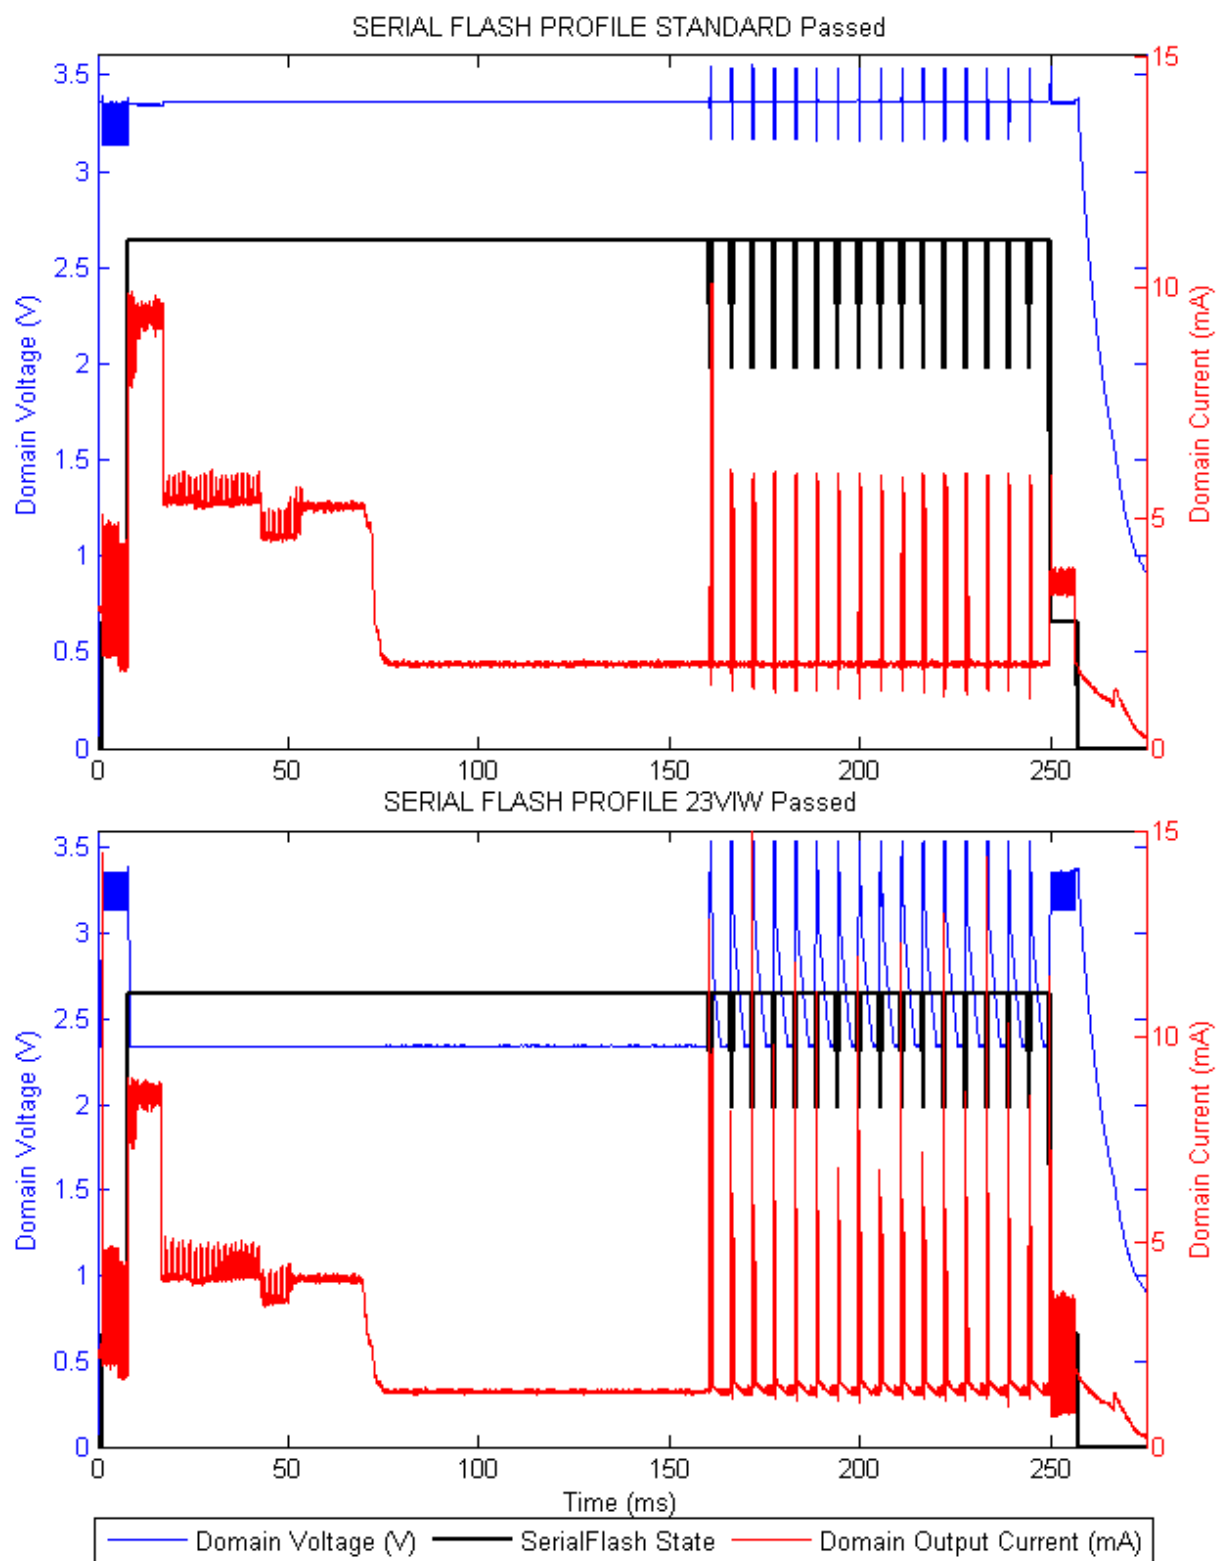 SERIAL FLASH PROFILE STANDARD Passed
3.5
3
2.5
2
1.5
1
0.5
0
Domain Voltage (V)
15
10
5
0
Domain Current (mA)
0 50 100 150 200 250
SERIAL FLASH PROFILE 23VIW Passed
3.5
3
2.5
2
1.5
1
0.5
0
Domain Voltage (V)
15
10
5
0
Domain Current (mA)
0 50 100 150 200 250
Time (ms)
Domain Voltage (V) SerialFlash State Domain Output Current (mA)